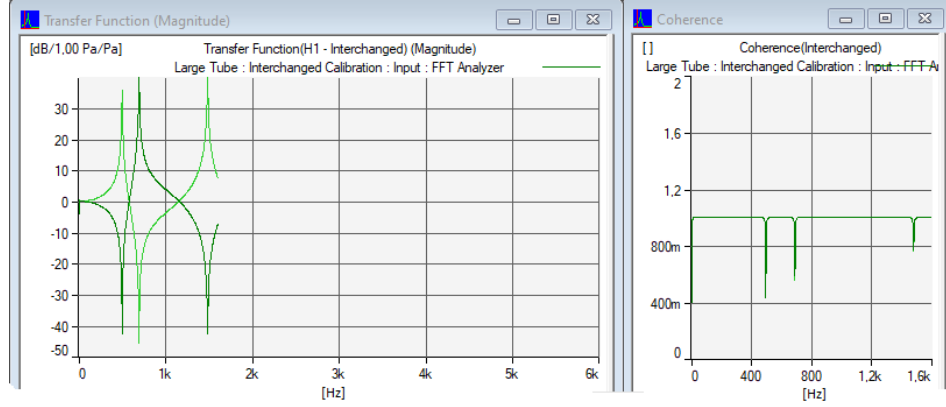 Transfer Function (Magnitude)
[dB/1,00 Pa/Pa]
Transfer Function(H1 - Interchanged) (Magnitude)
Large Tube : Interchanged Calibration : Input : FFT Analyzer
30
20
10
0
-10
-20
-30
-40
-50
0 1k 2k 3k 4k 5k 6k
[Hz]
Coherence
[ ]
Coherence(Interchanged)
Large Tube : Interchanged Calibration : Input : FFT A
2
1,6
1,2
800m
400m
0
0 400 800 1,2k 1,6k
[Hz]